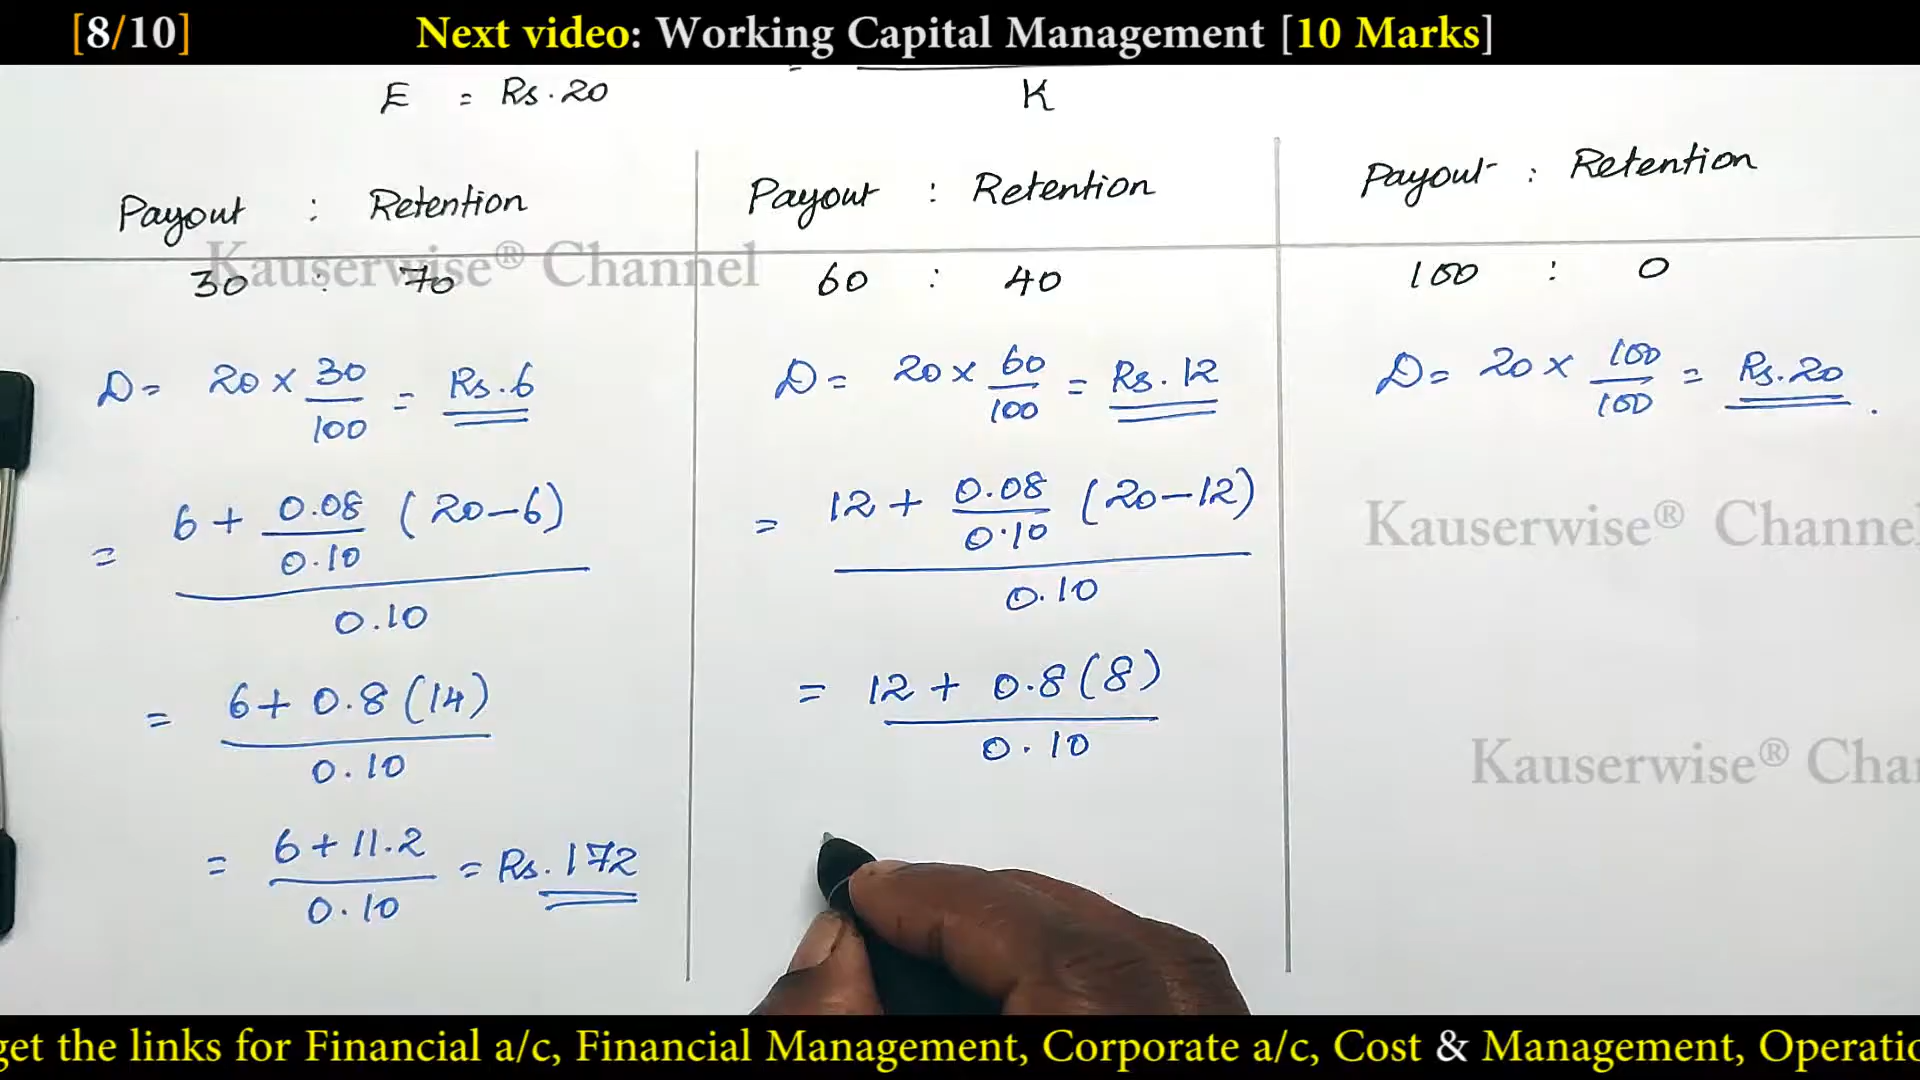 [8/10] Next video: Working Capital Management [10 Marks]
E = Rs.20
=
K
Payout : Retention
30 : 70
D = 20 × 30/100 = Rs.6
= 6 + 0.08/0.10 (20-6)
0.10
= 6 + 0.8 (14)
0.10
= 6 + 11.2
0.10
= Rs.172
Payout : Retention
60 : 40
D = 20 × 60/100 = Rs.12
= 12 + 0.08/0.10 (20-12)
0.10
= 12 + 0.8 (8)
0.10
Payout : Retention
100 : 0
D = 20 × 100/100 = Rs.20.
Kauserwise® Channel
Kauserwise® Channe
Kauserwise® Cha
get the links for Financial a/c, Financial Management, Corporate a/c, Cost & Management, Operatio